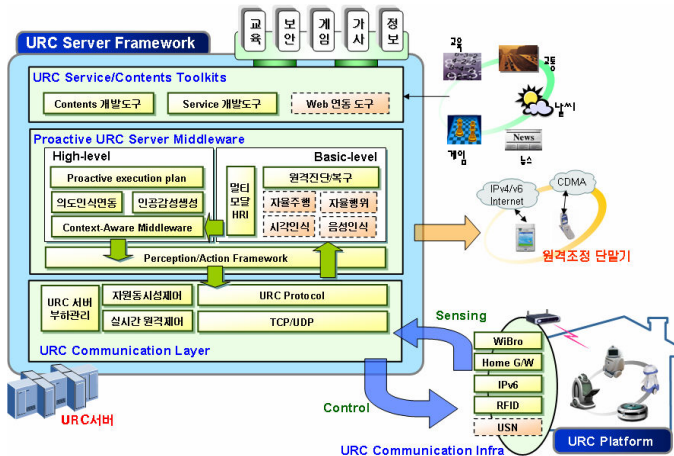 교육
보안
게임
가사
정보
URC Server Framework
URC Service/Contents Toolkits
Contents 개발도구
Service 개발도구
Web 연동 도구
교육
교통
날씨
News
게임
뉴스
Proactive URC Server Middleware
High-level
Basic-level
Proactive execution plan
의도인식연동
인공감성생성
Context-Aware Middleware
멀티
모달
HRI
원격진단/복구
자율주행
자율행위
시각인식
음성인식
Perception/Action Framework
IPv4/v6
Internet
CDMA
원격조정 단말기
URC 서버
부하관리
자원동시성제어
URC Protocol
실시간 원격제어
TCP/UDP
URC Communication Layer
Sensing
Control
WiBro
Home G/W
IPv6
RFID
USN
URC서버
URC Communication Infra
URC Platform